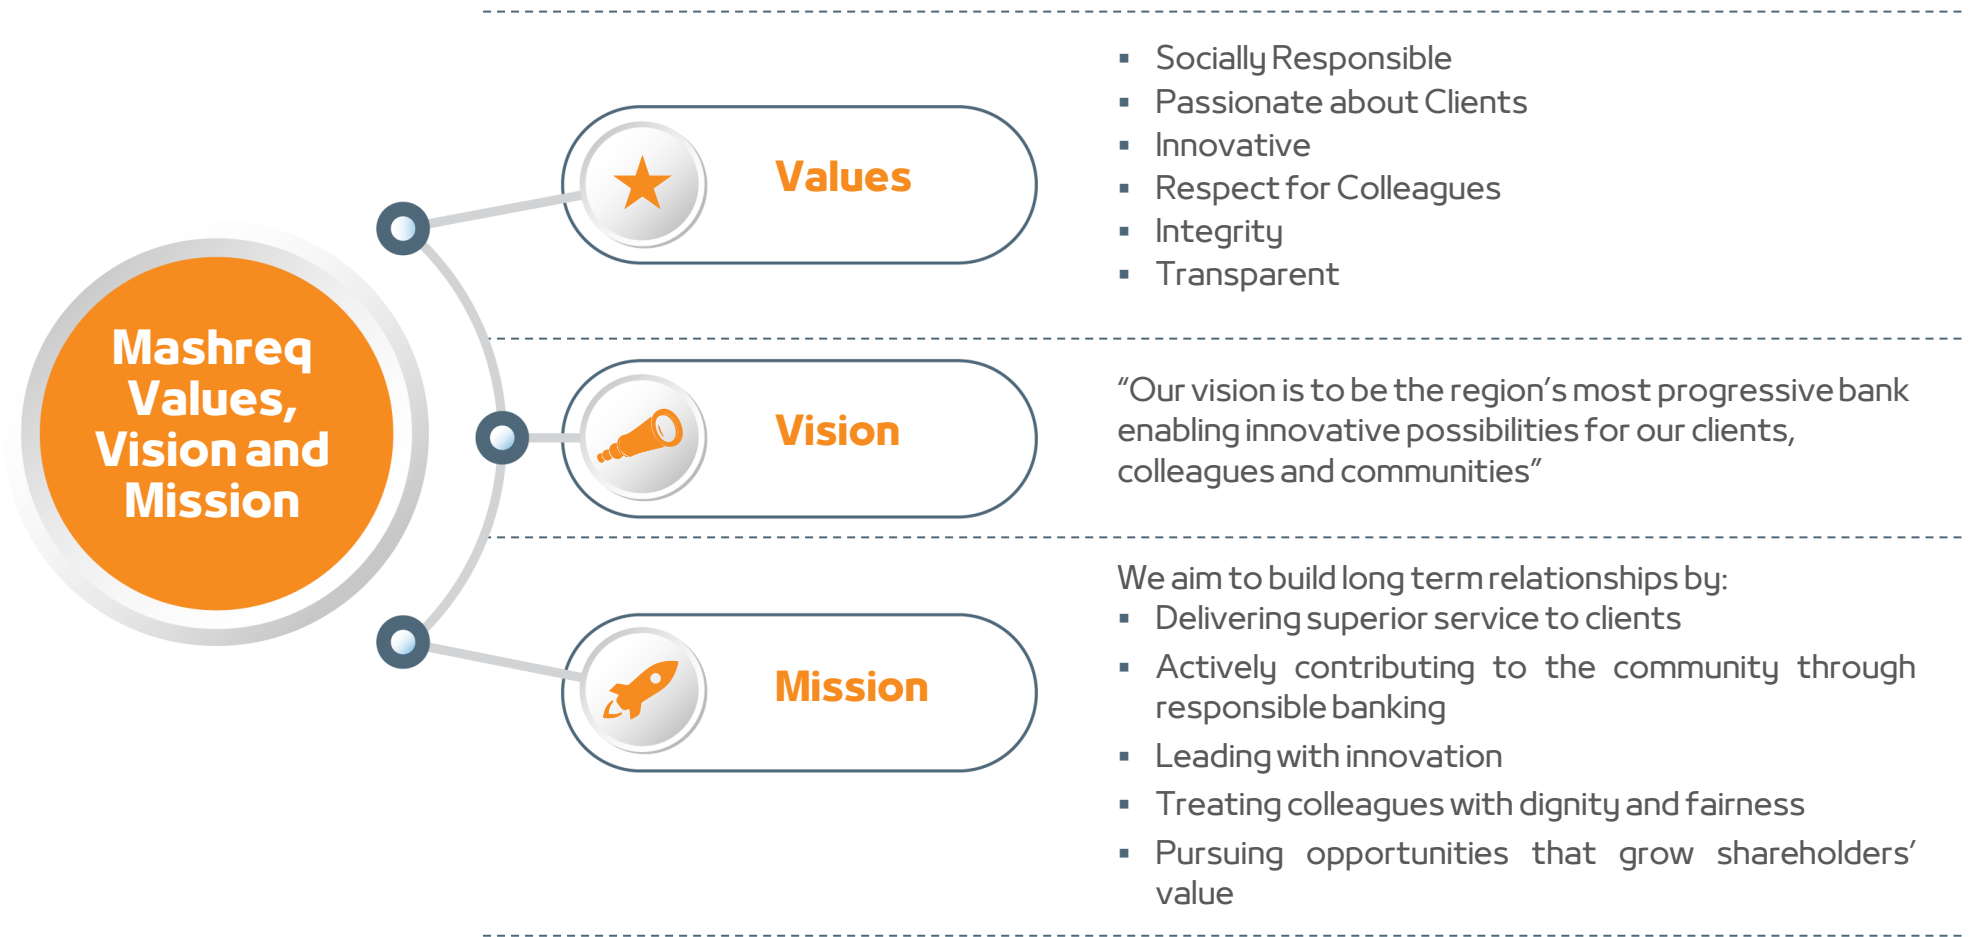 Mashreq
Values,
Vision and
Mission
Values
▪ Socially Responsible
▪ Passionate about Clients
▪ Innovative
▪ Respect for Colleagues
▪ Integrity
▪ Transparent
Vision
“Our vision is to be the region’s most progressive bank
enabling innovative possibilities for our clients,
colleagues and communities”
Mission
We aim to build long term relationships by:
▪ Delivering superior service to clients
▪ Actively contributing to the community through
responsible banking
▪ Leading with innovation
▪ Treating colleagues with dignity and fairness
▪ Pursuing opportunities that grow shareholders’
value